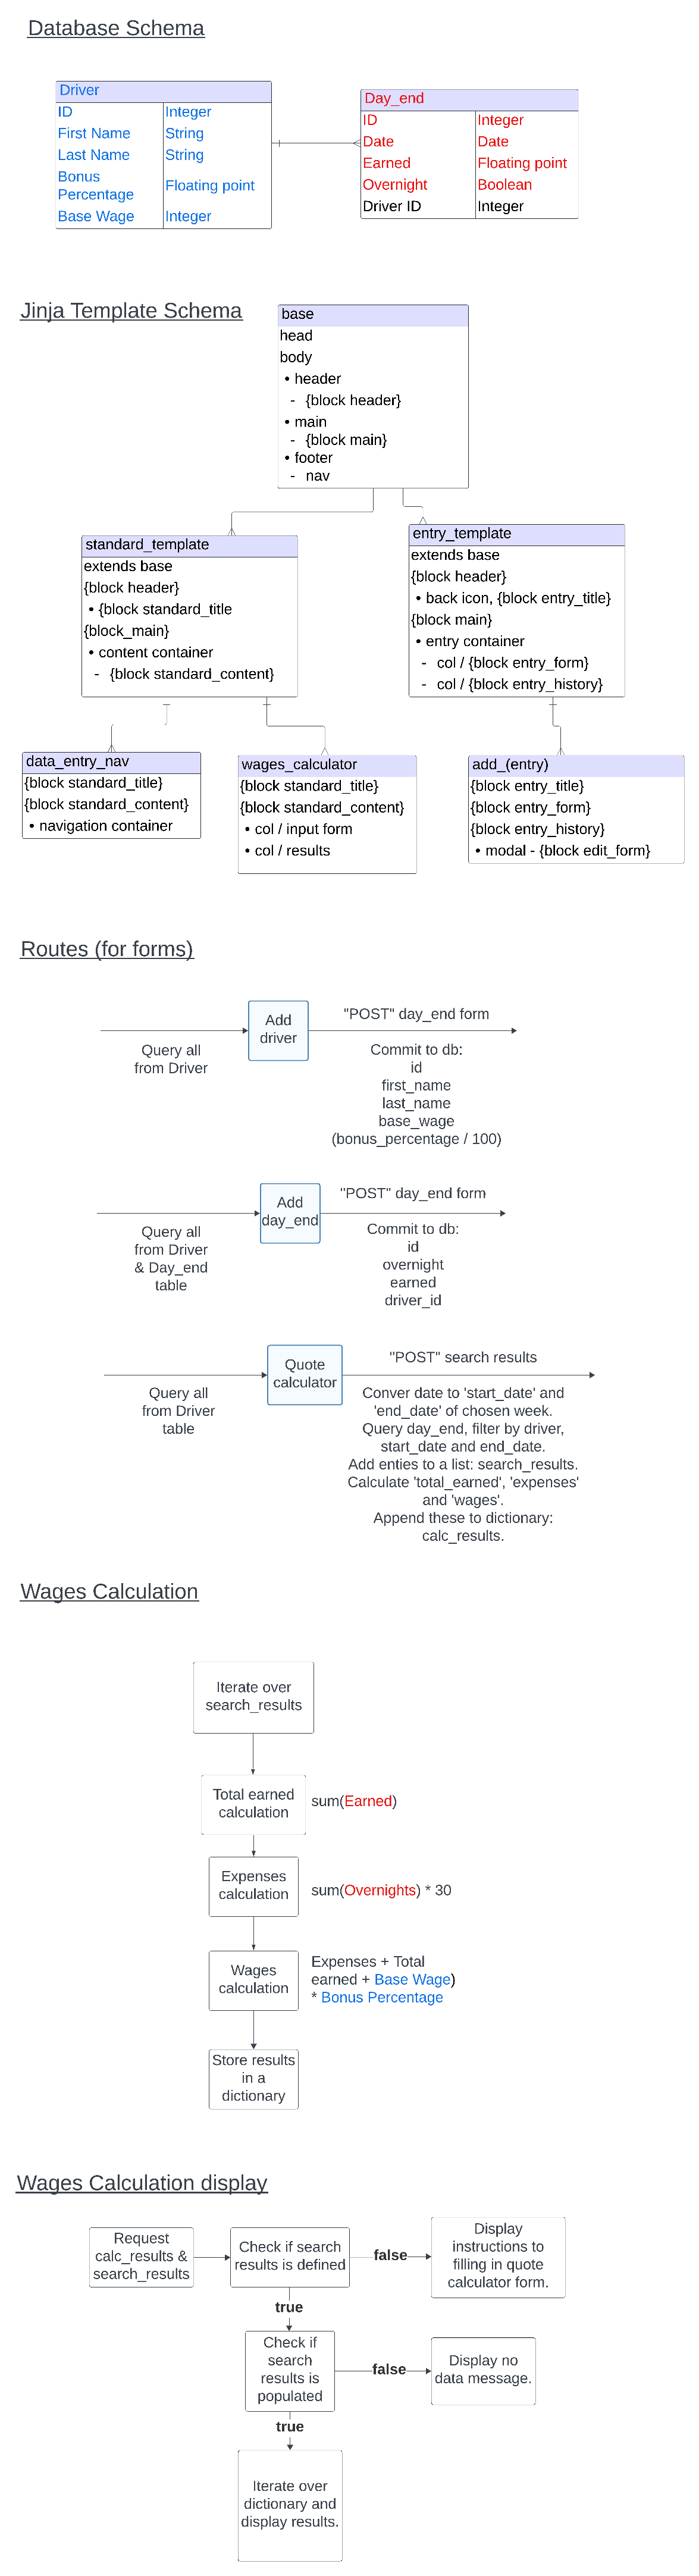 Database Schema
Driver
ID Integer
First Name String
Last Name String
Bonus
Percentage Floating point
Base Wage Integer
Day_end
ID Integer
Date Date
Earned Floating point
Overnight Boolean
Driver ID Integer
Jinja Template Schema
base
head
body
• header
- {block header}
• main
- {block main}
• footer
- nav
standard_template
extends base
{block header}
• {block standard_title
{block_main}
• content container
- {block standard_content}
entry_template
extends base
{block header}
• back icon, {block entry_title}
{block main}
• entry container
- col / {block entry_form}
- col / {block entry_history}
data_entry_nav
{block standard_title}
{block standard_content}
• navigation container
wages_calculator
{block standard_title}
{block standard_content}
• col / input form
• col / results
add_(entry)
{block entry_title}
{block entry_form}
{block entry_history}
• modal - {block edit_form}
Routes (for forms)
Query all
from Driver
Add
driver
"POST" day_end form
Commit to db:
id
first_name
last_name
base_wage
(bonus_percentage / 100)
Query all
from Driver
& Day_end
table
Add
day_end
"POST" day_end form
Commit to db:
id
overnight
earned
driver_id
Query all
from Driver
table
Quote
calculator
"POST" search results
Conver date to 'start_date' and
'end_date' of chosen week.
Query day_end, filter by driver,
start_date and end_date.
Add enties to a list: search_results.
Calculate 'total_earned', 'expenses'
and 'wages'.
Append these to dictionary:
calc_results.
Wages Calculation
Iterate over
search_results
Total earned
calculation
sum(Earned)
Expenses
calculation
sum(Overnights) * 30
Wages
calculation
Expenses + Total
earned + Base Wage)
* Bonus Percentage
Store results
in a
dictionary
Wages Calculation display
Request
calc_results &
search_results
Check if search
results is defined
false
Display
instructions to
filling in quote
calculator form.
true
Check if
search
results is
populated
false
Display no
data message.
true
Iterate over
dictionary and
display results.